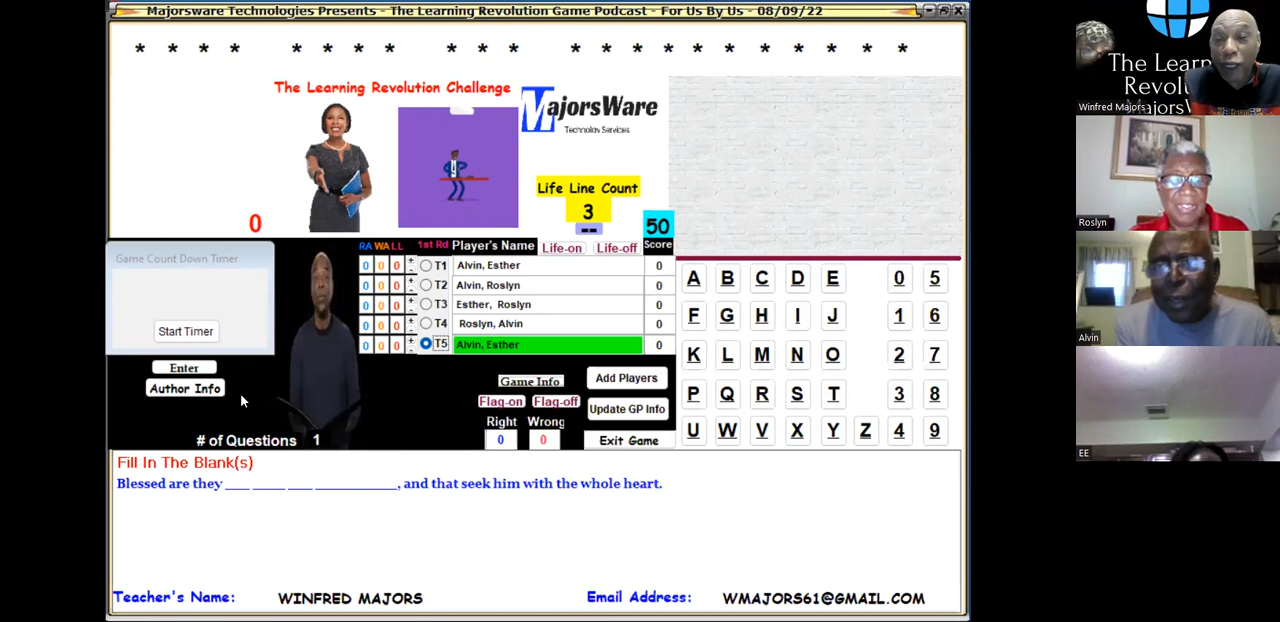 Majorsware Technologies Presents - The Learning Revolution Game Podcast - For Us By Us - 08/09/22
* * * * * * * * * * * * * * * * * * * * * *
The Learning Revolution Challenge
MajorsWare
Technology Services
Life Line Count
3
--
0
50
RA WA LL 1st Rd Player's Name Life-on Life-off Score
Game Count Down Timer
Start Timer
0 0 0 + - T1 Alvin, Esther 0
0 0 0 + - T2 Alvin, Roslyn 0
0 0 0 + - T3 Esther, Roslyn 0
0 0 0 + - T4 Roslyn, Alvin 0
0 0 0 + - T5 Alvin, Esther 0
Enter
Author Info
# of Questions 1
Game Info
Flag-on Flag-off
Right Wrong
0 0
Add Players
Update GP Info
Exit Game
A B C D E 0 5
F G H I J 1 6
K L M N O 2 7
P Q R S T 3 8
U W V X Y Z 4 9
Fill In The Blank(s)
Blessed are they ____ _____ ____ ____________, and that seek him with the whole heart.
Teacher's Name: WINFRED MAJORS Email Address: WMAJORS61@GMAIL.COM
The Learn
Revolu
MajorsW
Winfred Majors
Roslyn
Alvin
EE